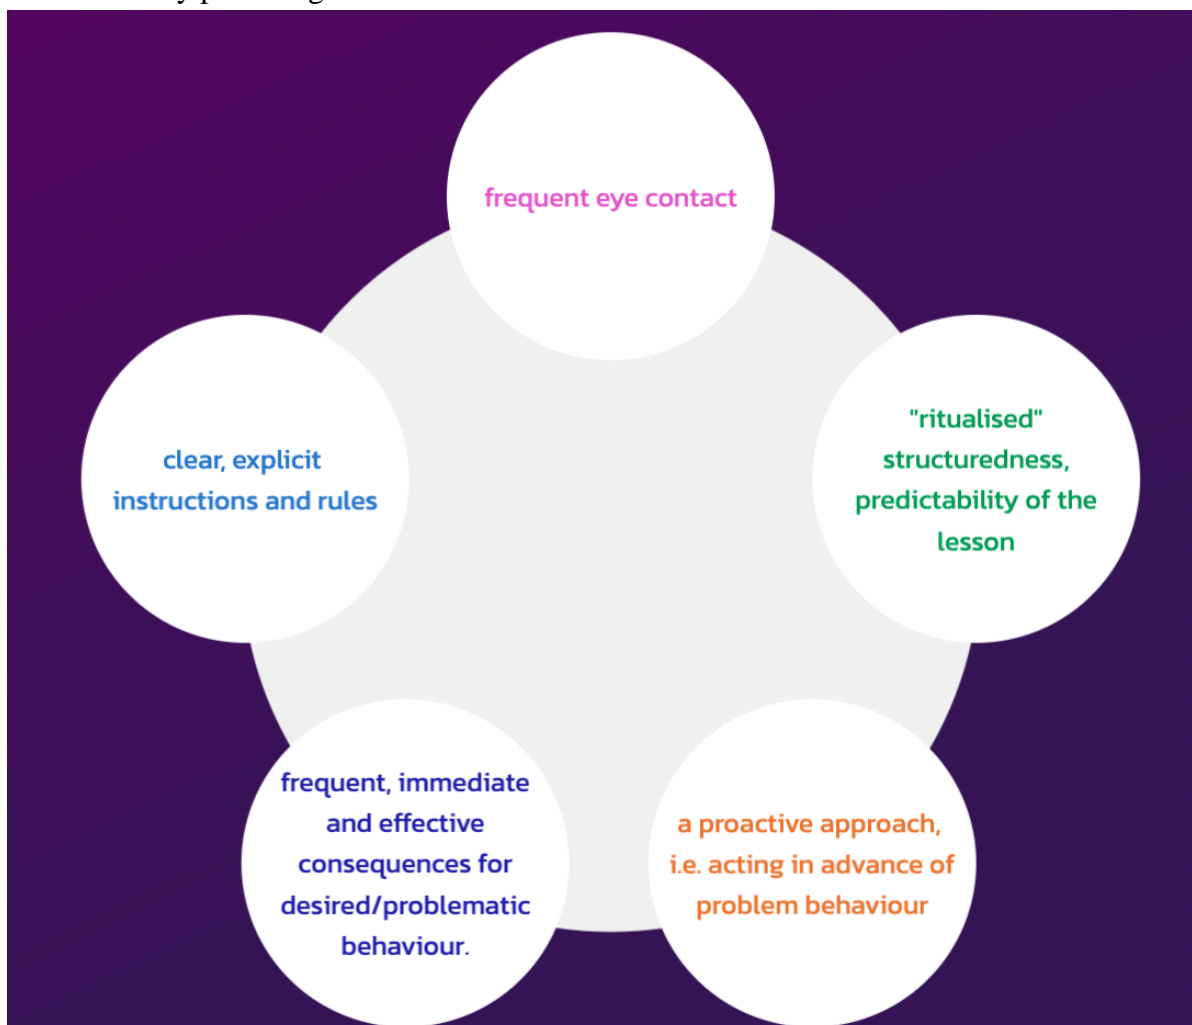 frequent eye contact
"ritualised"
structuredness,
predictability of the
lesson
clear, explicit
instructions and rules
frequent, immediate
and effective
consequences for
desired/problematic
behaviour.
a proactive approach,
i.e. acting in advance of
problem behaviour